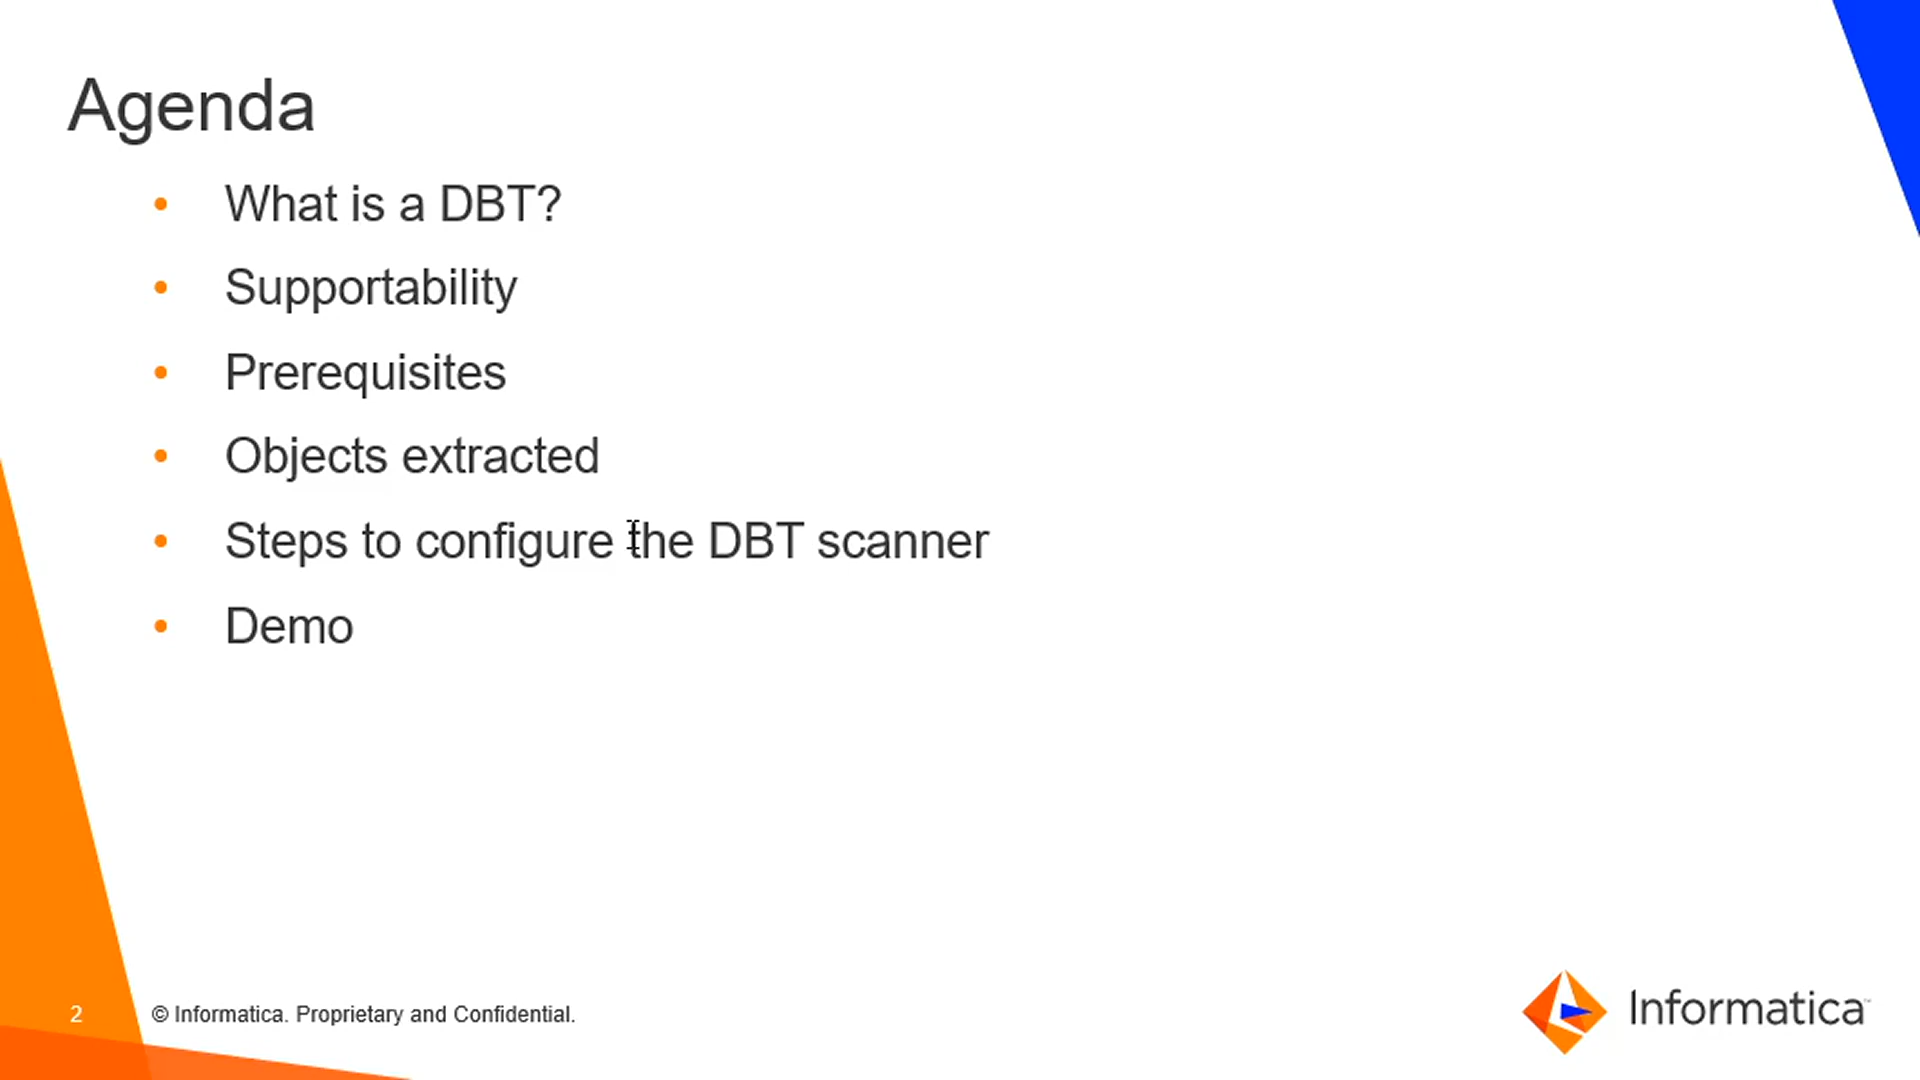 Agenda
• What is a DBT?
• Supportability
• Prerequisites
• Objects extracted
• Steps to configure the DBT scanner
• Demo
2 © Informatica. Proprietary and Confidential.
Informatica™